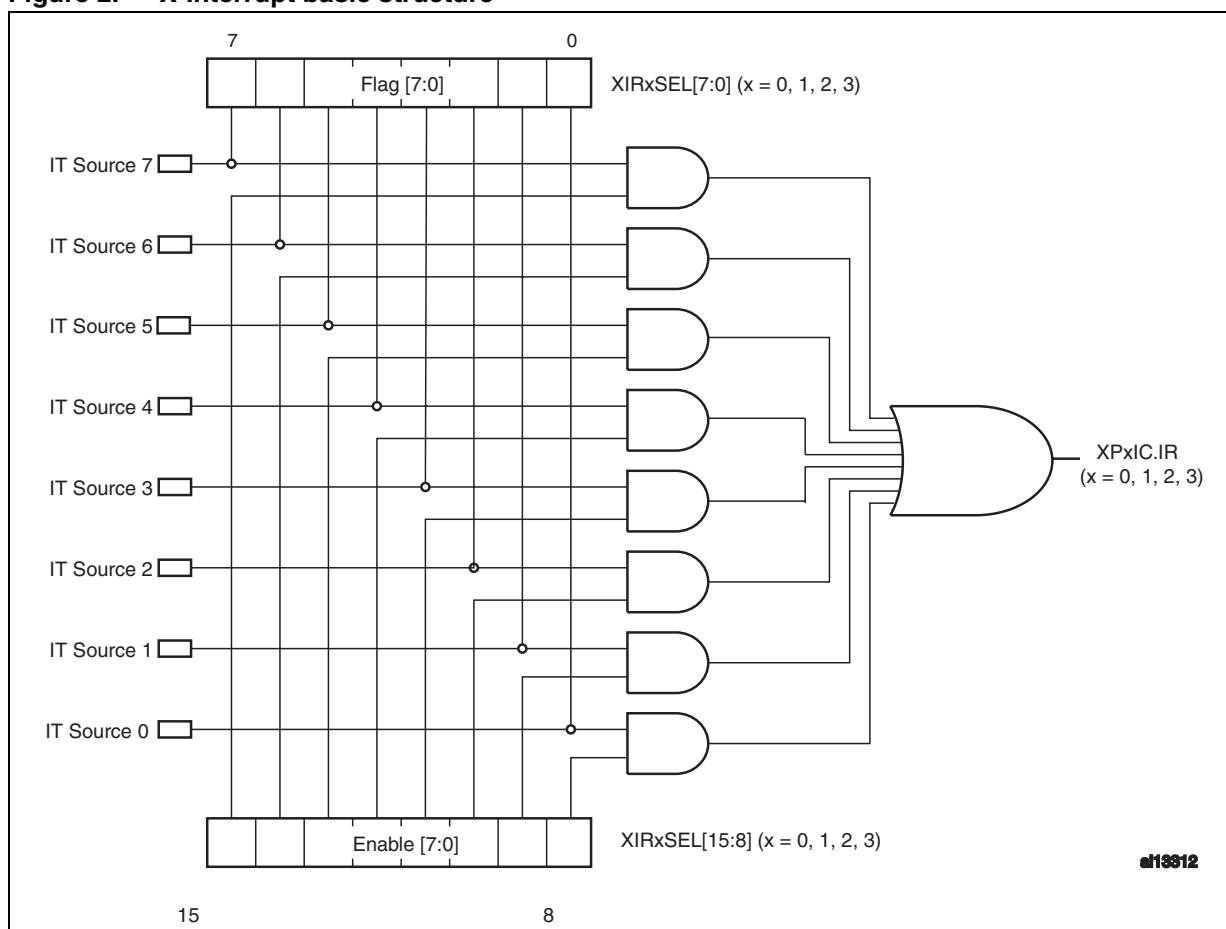 7 0
Flag [7:0] XIRxSEL[7:0] (x = 0, 1, 2, 3)
IT Source 7
IT Source 6
IT Source 5
IT Source 4
XPxIC.IR
(x = 0, 1, 2, 3)
IT Source 3
IT Source 2
IT Source 1
IT Source 0
Enable [7:0] XIRxSEL[15:8] (x = 0, 1, 2, 3)
ai13312
15 8